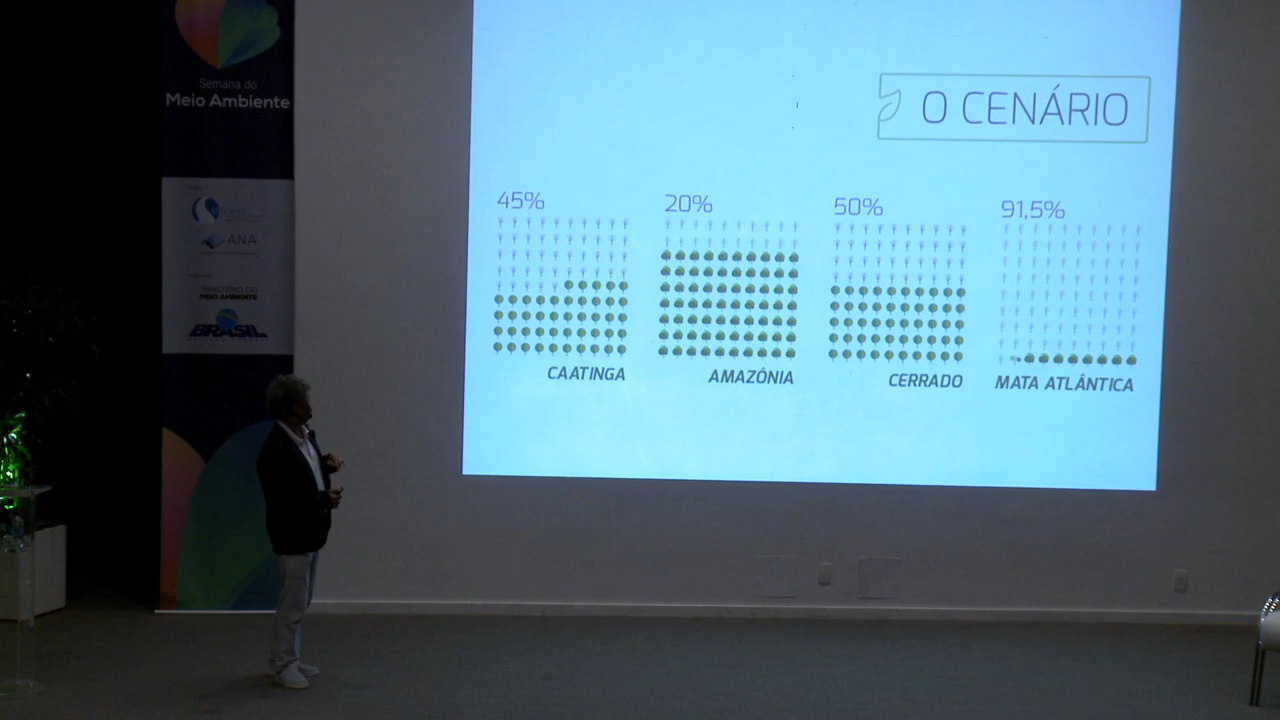 Semana do
Meio Ambiente
ANA
MINISTÉRIO DO
MEIO AMBIENTE
BRASIL
O CENÁRIO
45%
20%
50%
91,5%
CAATINGA
AMAZÔNIA
CERRADO
MATA ATLÂNTICA